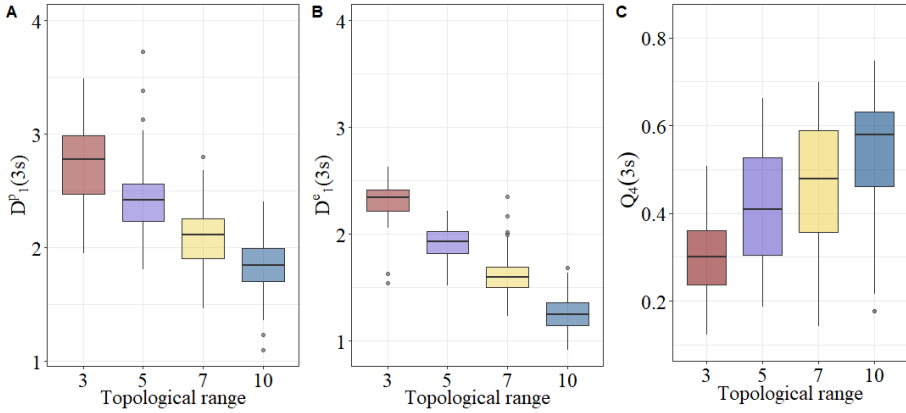 A
B
C
D^p_1(3s)
4
3
2
1
3 5 7 10
Topological range
D^e_1(3s)
4
3
2
1
3 5 7 10
Topological range
Q_4(3s)
0.8
0.6
0.4
0.2
3 5 7 10
Topological range